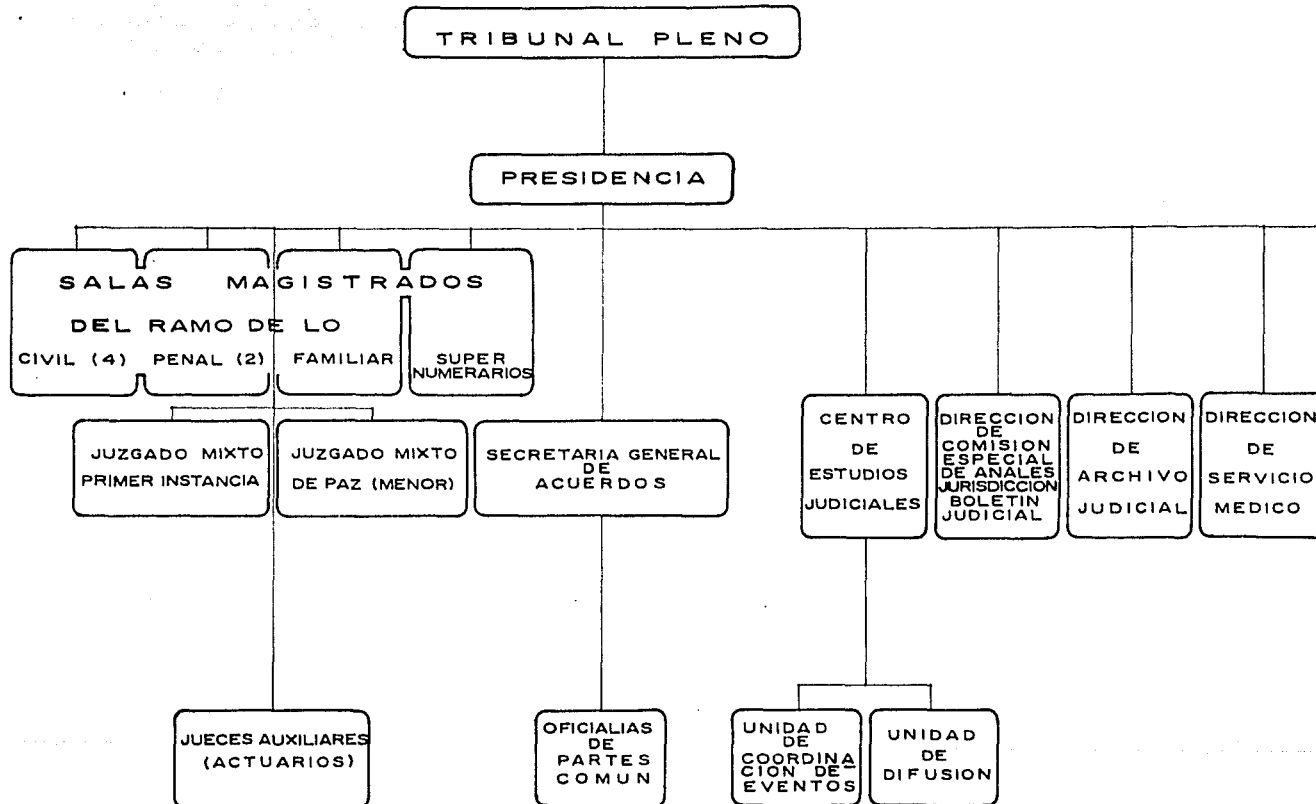 TRIBUNAL PLENO
PRESIDENCIA
SALAS MAGISTRADOS
DEL RAMO DE LO
CIVIL (4) PENAL (2) FAMILIAR SUPER
NUMERARIOS
JUZGADO MIXTO
PRIMER INSTANCIA
JUZGADO MIXTO
DE PAZ (MENOR)
SECRETARIA GENERAL
DE
ACUERDOS
CENTRO
DE
ESTUDIOS
JUDICIALES
DIRECCION
DE
COMISION
ESPECIAL
DE ANALES
JURISDICCION
BOLETIN
JUDICIAL
DIRECCION
DE
ARCHIVO
JUDICIAL
DIRECCION
DE
SERVICIO
MEDICO
JUECES AUXILIARES
(ACTUARIOS)
OFICIALIAS
DE
PARTES
COMUN
UNIDAD
DE
COORDINA
CION DE-
EVENTOS
UNIDAD
DE
DIFUSION